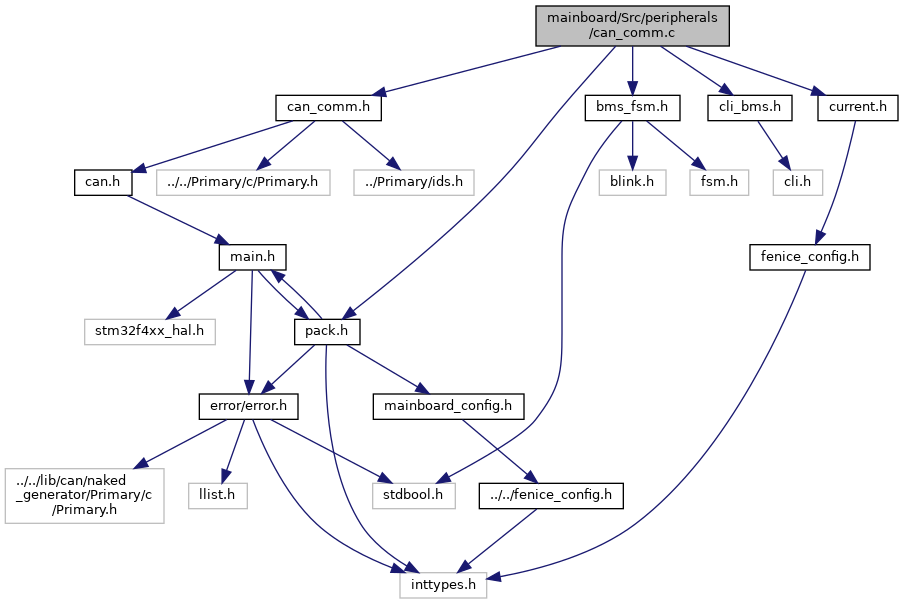 mainboard/Src/peripherals
/can_comm.c
can_comm.h
bms_fsm.h
cli_bms.h
current.h
can.h
../../Primary/c/Primary.h
../Primary/ids.h
blink.h
fsm.h
cli.h
main.h
fenice_config.h
stm32f4xx_hal.h
pack.h
error/error.h
mainboard_config.h
../../lib/can/naked
_generator/Primary/c
/Primary.h
llist.h
stdbool.h
../../fenice_config.h
inttypes.h